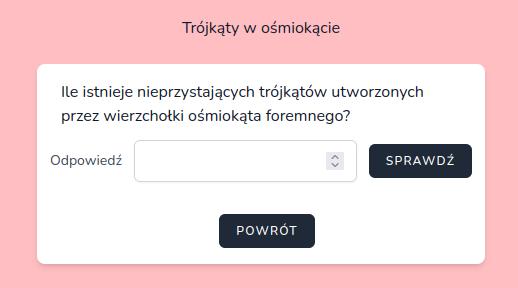 Trójkąty w ośmiokącie
Ile istnieje nieprzystających trójkątów utworzonych
przez wierzchołki ośmiokąta foremnego?
Odpowiedź
SPRAWDŹ
POWRÓT